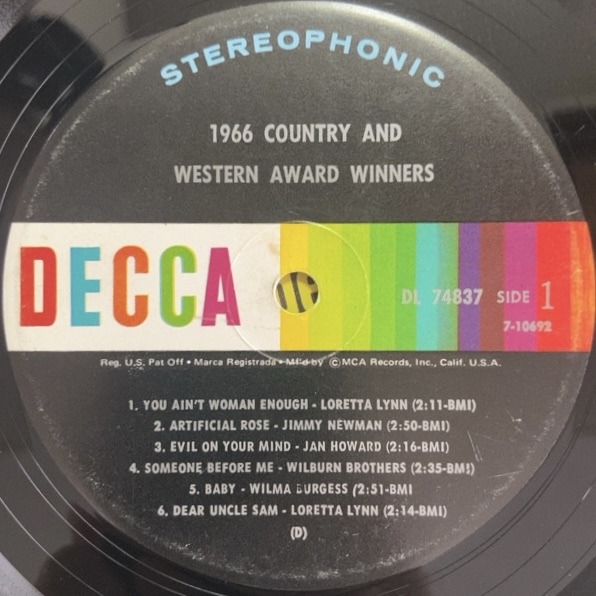 STEREOPHONIC
1966 COUNTRY AND
WESTERN AWARD WINNERS
DECCA
DL 74837 SIDE 1
7-10692
Reg. U.S. Pat Off • Marca Registrada • Mf'd by ©MCA Records, Inc., Calif. U.S.A.
1. YOU AIN'T WOMAN ENOUGH - LORETTA LYNN (2:11-BMI)
2. ARTIFICIAL ROSE - JIMMY NEWMAN (2:50-BMI)
3. EVIL ON YOUR MIND - JAN HOWARD (2:16-BMI)
4. SOMEONE BEFORE ME - WILBURN BROTHERS (2:35-BMI)
5. BABY - WILMA BURGESS (2:51-BMI
6. DEAR UNCLE SAM - LORETTA LYNN (2:14-BMI)
(D)